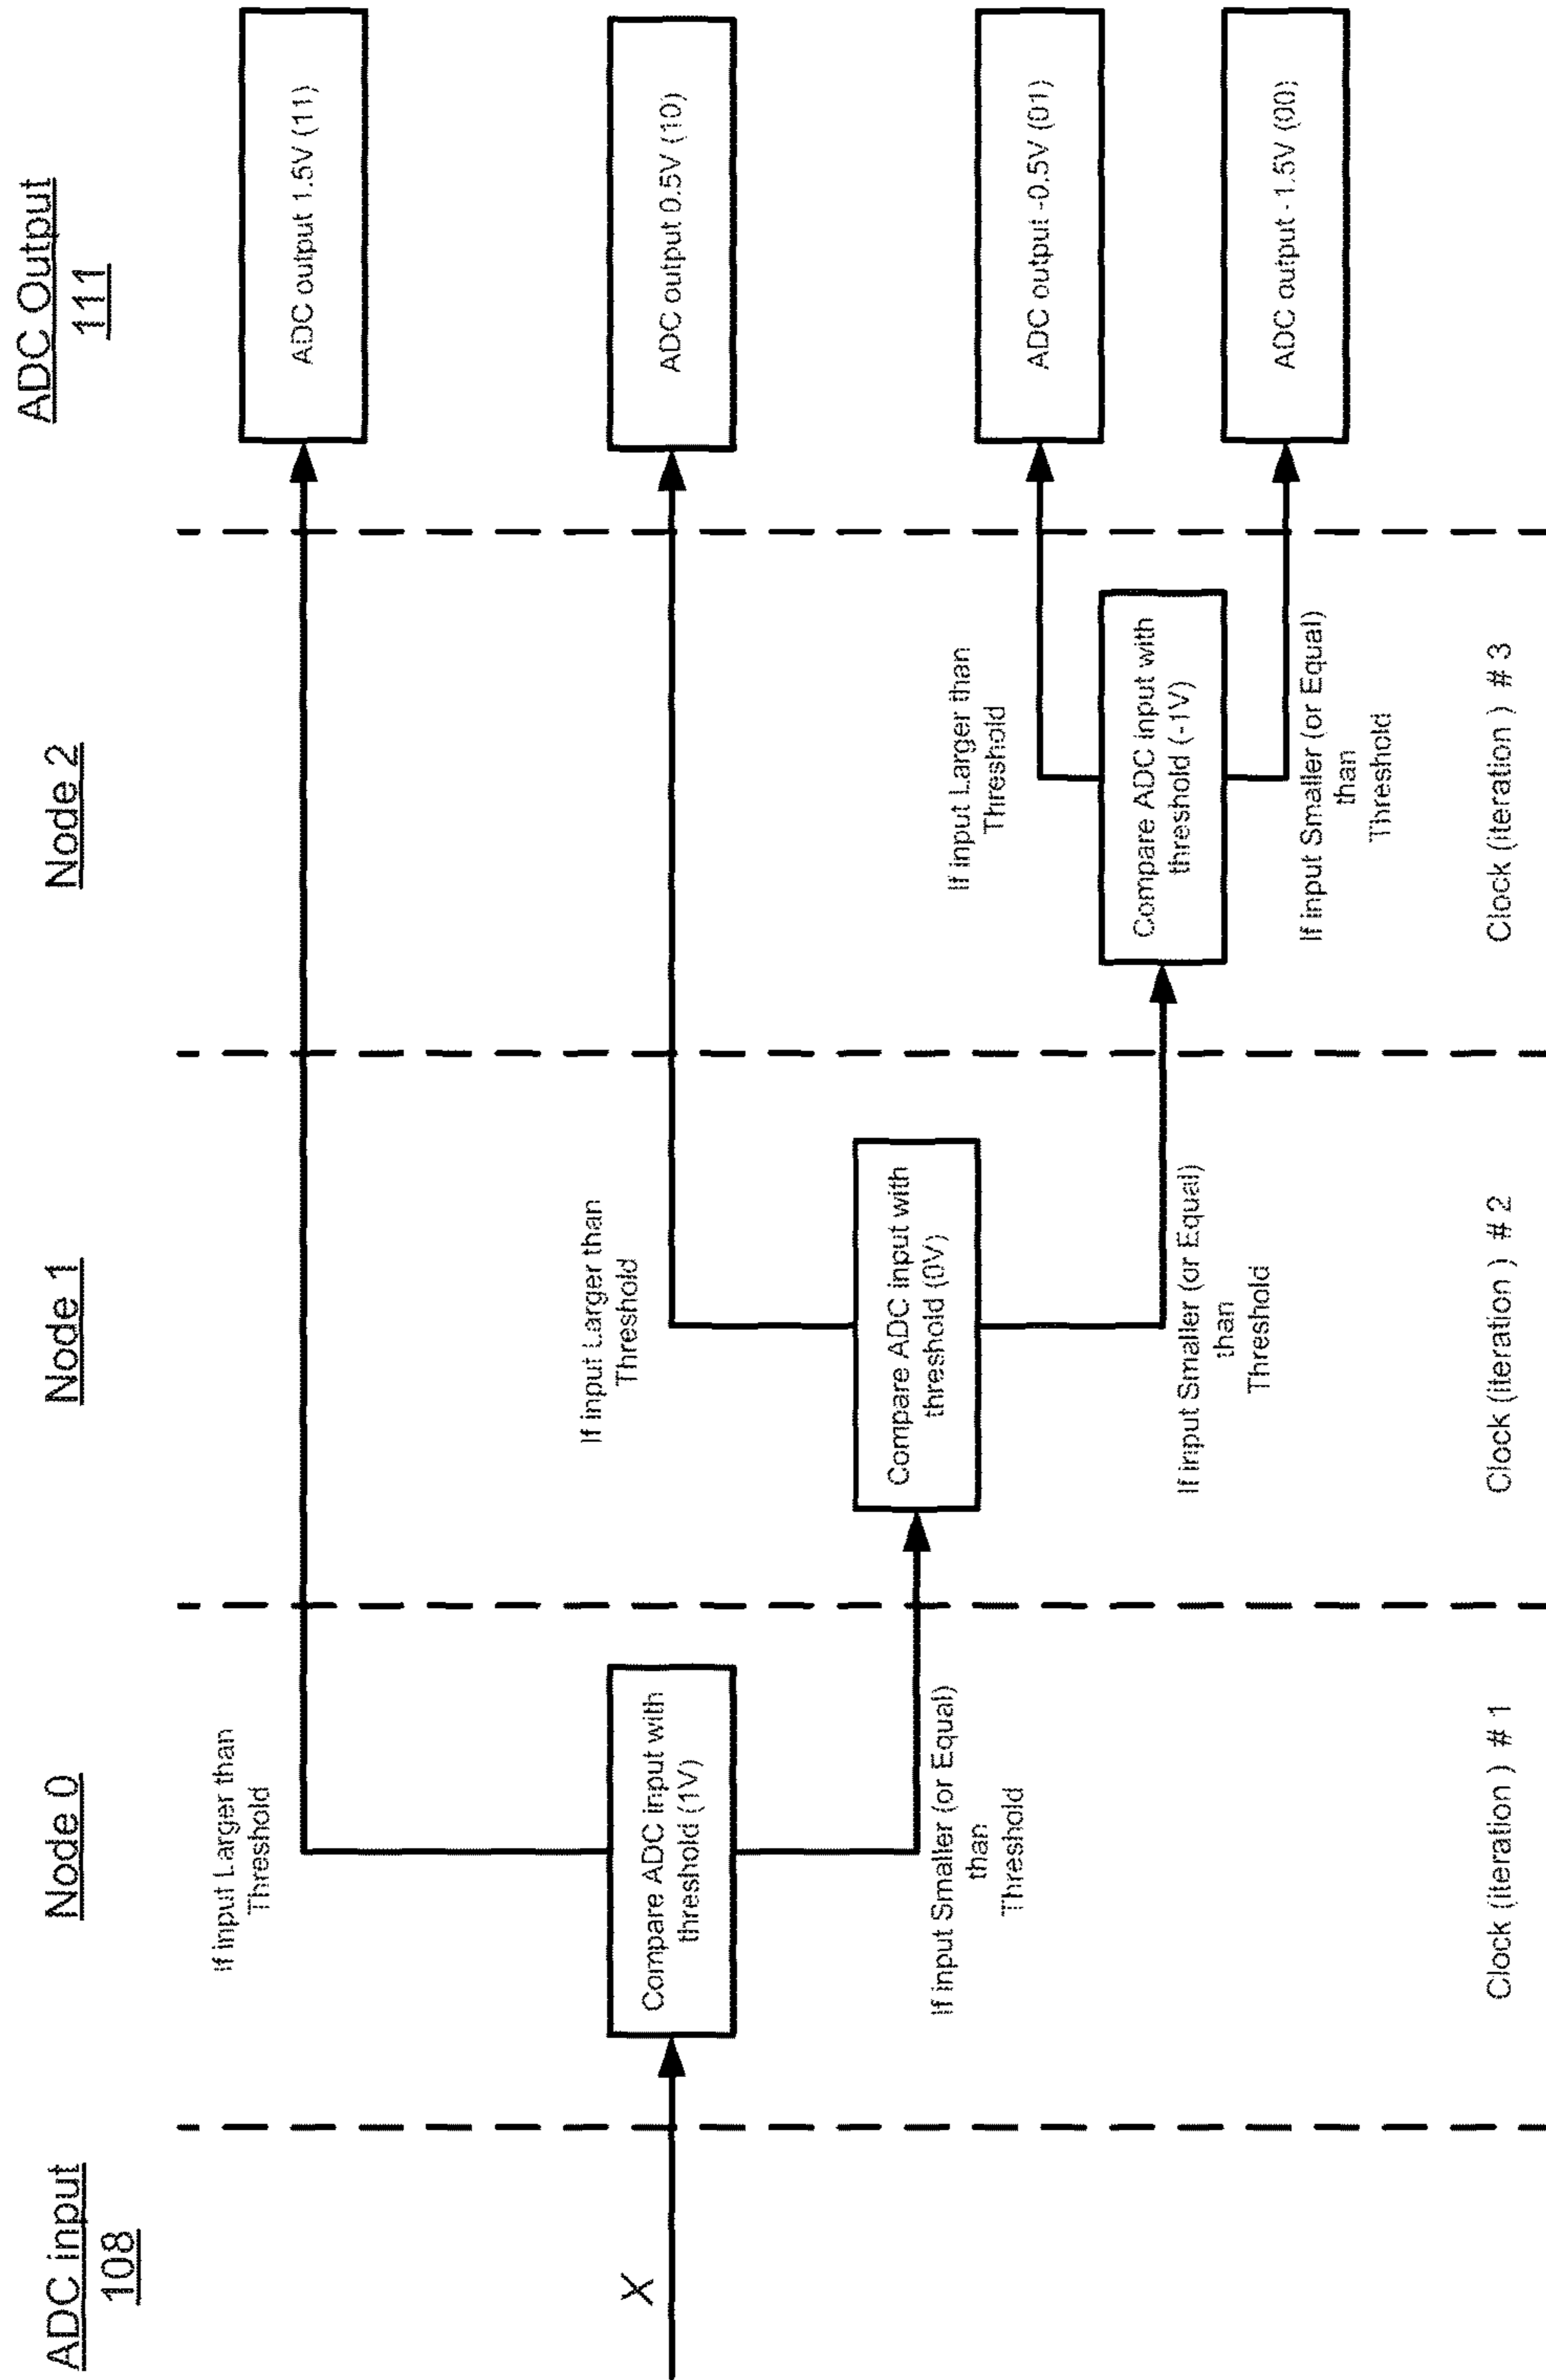 ADC input
108
Node 0
Node 1
Node 2
ADC Output
111
If input Larger than
Threshold
ADC output 1.5V (11)
If input Larger than
Threshold
X
Compare ADC input with
threshold (1V)
ADC output 0.5V (10)
Compare ADC input with
threshold (0V)
If input Smaller (or Equal)
than
Threshold
If input Larger than
Threshold
ADC output -0.5V (01)
Compare ADC input with
threshold (-1V)
If input Smaller (or Equal)
than
Threshold
ADC output -1.5V (00)
If input Smaller (or Equal)
than
Threshold
Clock (iteration ) # 1
Clock (iteration ) # 2
Clock (iteration ) # 3